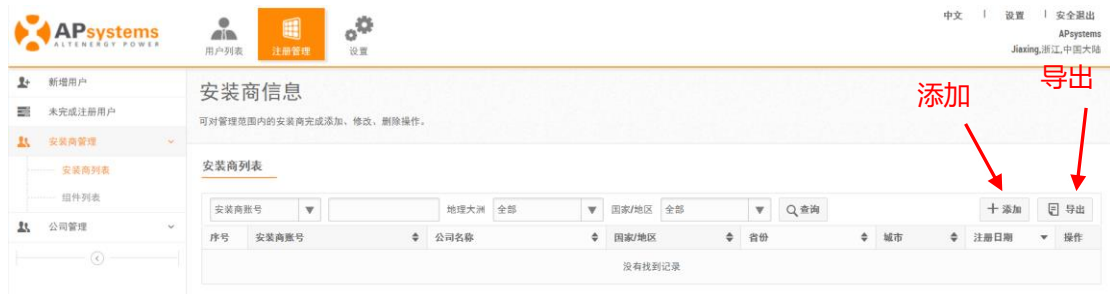 APsystems
ALTENERGY POWER
用户列表
注册管理
设置
中文 | 设置 | 安全退出
APsystems
Jiaxing,浙江,中国大陆
新增用户
未完成注册用户
安装商管理
安装商列表
组件列表
公司管理
安装商信息
可对管理范围内的安装商完成添加、修改、删除操作。
添加
导出
安装商列表
安装商账号 地理大洲 全部 国家/地区 全部 查询 添加 导出
序号 安装商账号 公司名称 国家/地区 省份 城市 注册日期 操作
没有找到记录